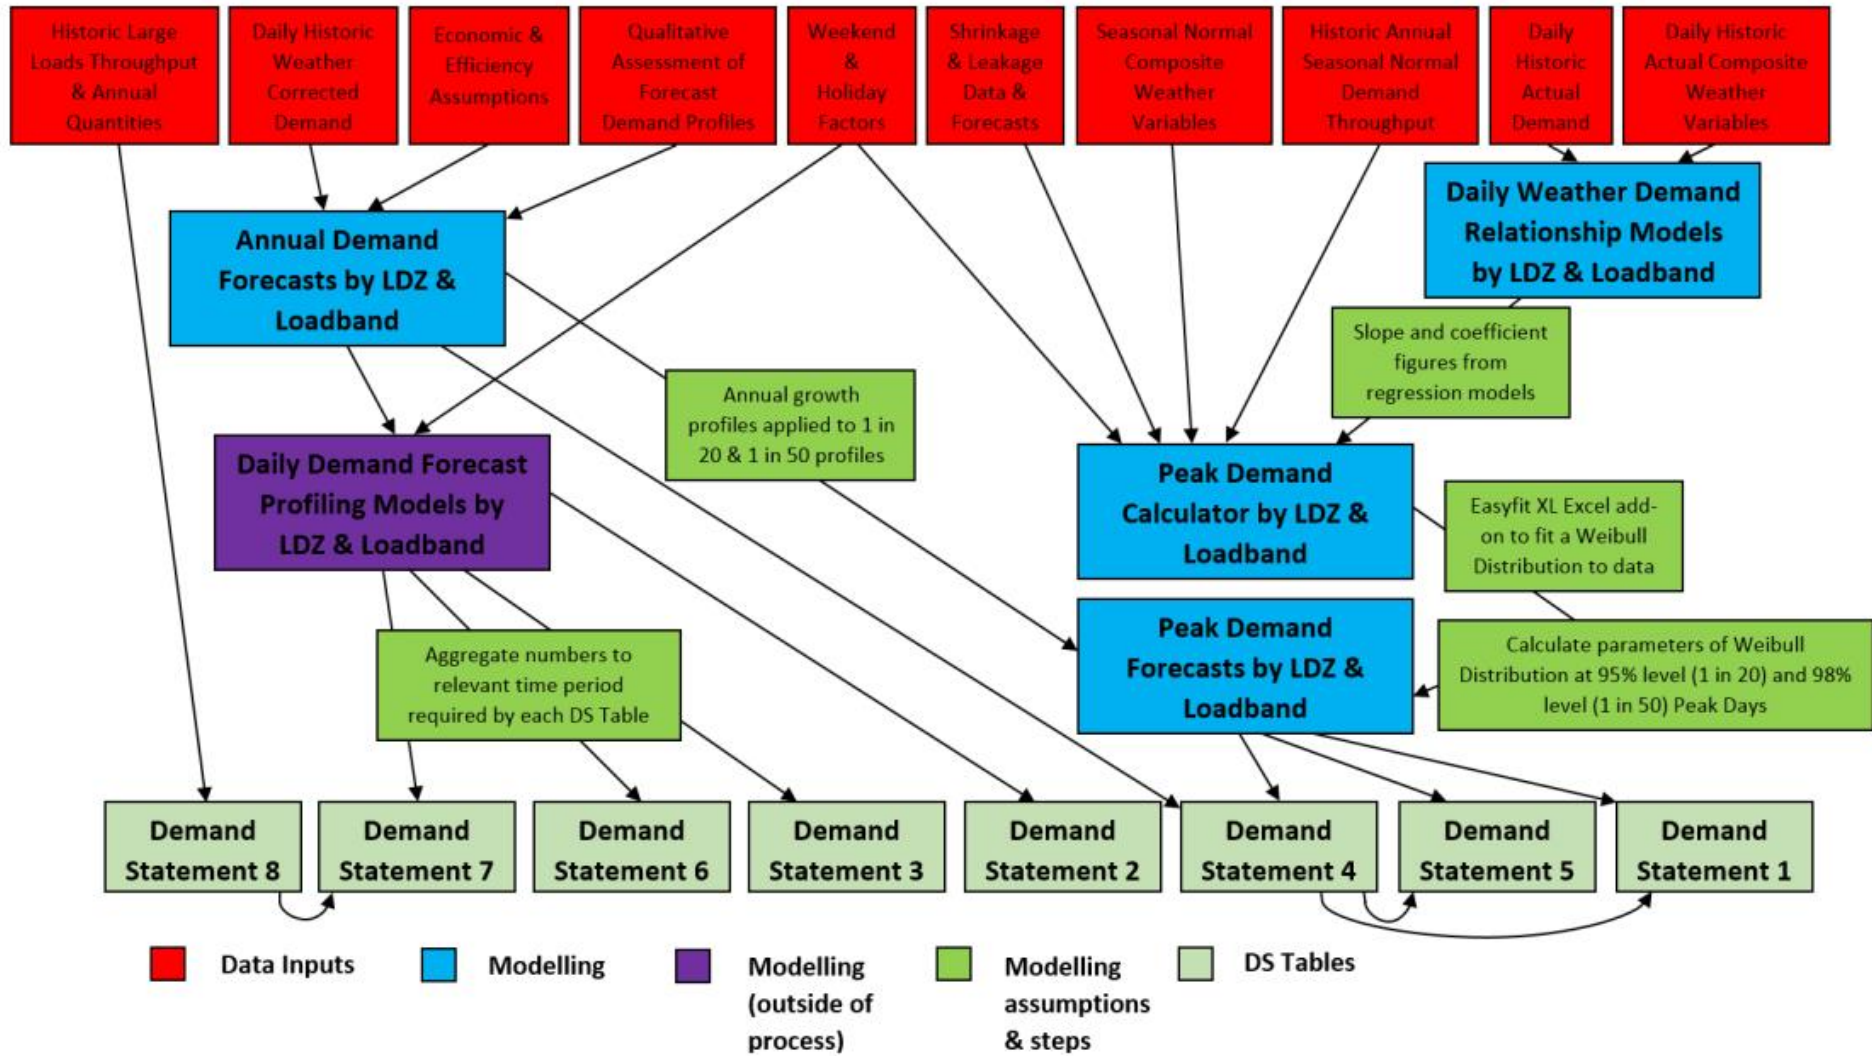 Historic Large
Loads Throughput
& Annual
Quantities
Daily Historic
Weather
Corrected
Demand
Economic &
Efficiency
Assumptions
Qualitative
Assessment of
Forecast
Demand Profiles
Weekend
&
Holiday
Factors
Shrinkage
& Leakage
Data &
Forecasts
Seasonal Normal
Composite
Weather
Variables
Historic Annual
Seasonal Normal
Demand
Throughput
Daily
Historic
Actual
Demand
Daily Historic
Actual Composite
Weather
Variables
Annual Demand
Forecasts by LDZ &
Loadband
Daily Weather Demand
Relationship Models
by LDZ & Loadband
Slope and coefficient
figures from
regression models
Annual growth
profiles applied to 1 in
20 & 1 in 50 profiles
Daily Demand Forecast
Profiling Models by
LDZ & Loadband
Peak Demand
Calculator by LDZ &
Loadband
Easyfit XL Excel add-
on to fit a Weibull
Distribution to data
Peak Demand
Forecasts by LDZ &
Loadband
Calculate parameters of Weibull
Distribution at 95% level (1 in 20) and 98%
level (1 in 50) Peak Days
Aggregate numbers to
relevant time period
required by each DS Table
Demand
Statement 8
Demand
Statement 7
Demand
Statement 6
Demand
Statement 3
Demand
Statement 2
Demand
Statement 4
Demand
Statement 5
Demand
Statement 1
Data Inputs
Modelling
Modelling
(outside of
process)
Modelling
assumptions
& steps
DS Tables